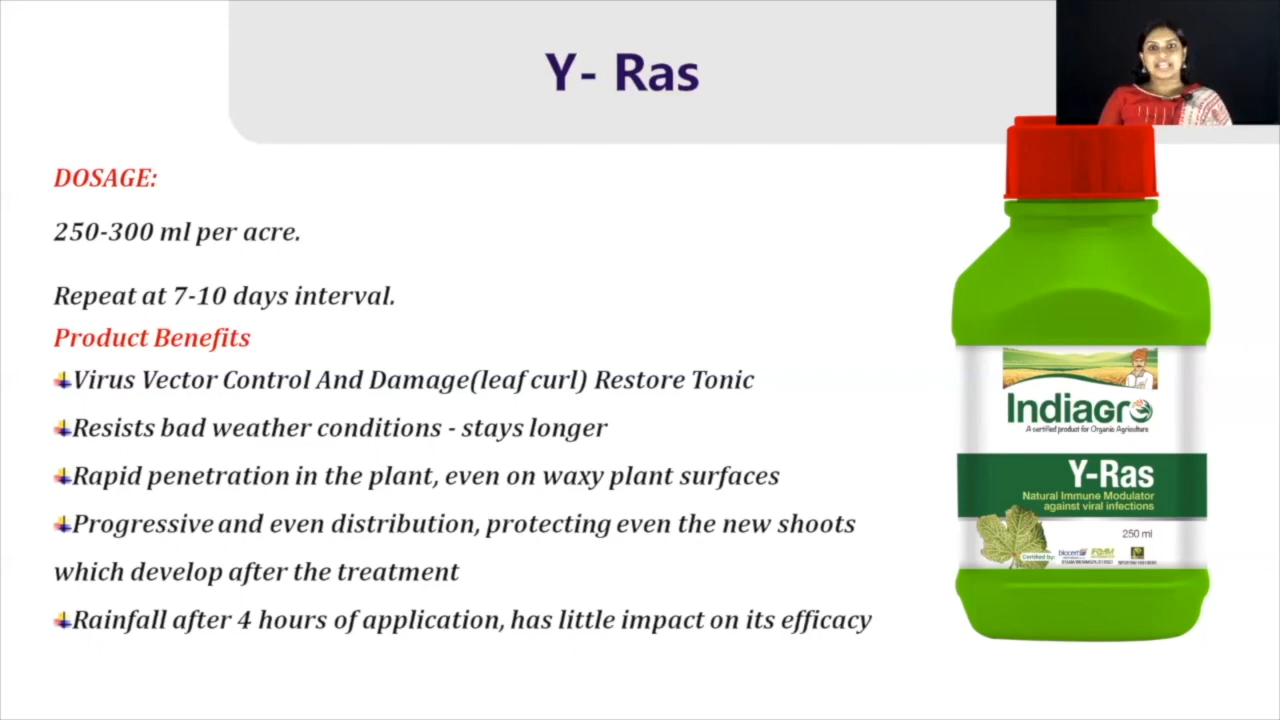 Y- Ras
DOSAGE:
250-300 ml per acre.
Repeat at 7-10 days interval.
Product Benefits
Virus Vector Control And Damage(leaf curl) Restore Tonic
Resists bad weather conditions - stays longer
Rapid penetration in the plant, even on waxy plant surfaces
Progressive and even distribution, protecting even the new shoots
which develop after the treatment
Rainfall after 4 hours of application, has little impact on its efficacy
Indiagro
A certified product for Organic Agriculture
Y-Ras
Natural Immune Modulator
against viral infections
250 ml
Certified by:
biocert